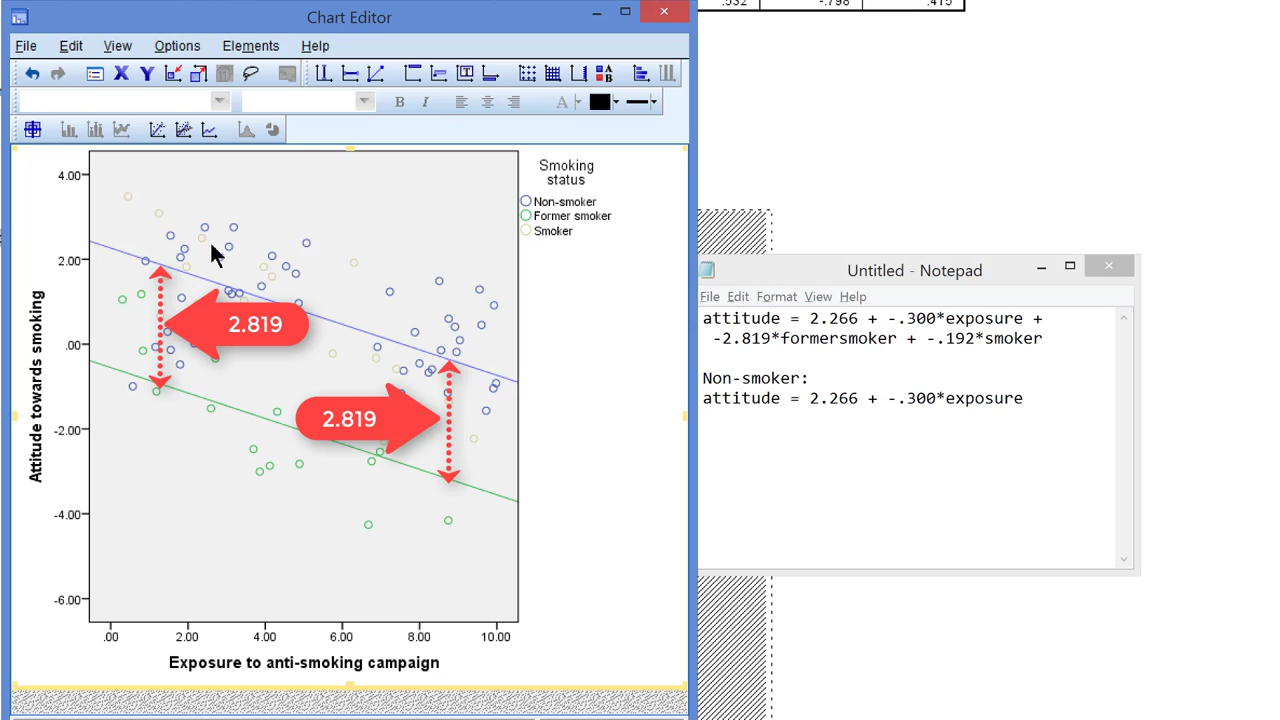 .532 -.798 .415
Chart Editor
File Edit View Options Elements Help
X Y T A B
B I A
Smoking
status
Non-smoker
Former smoker
Smoker
4.00
2.00
.00
-2.00
-4.00
-6.00
Attitude towards smoking
2.819
2.819
.00 2.00 4.00 6.00 8.00 10.00
Exposure to anti-smoking campaign
Untitled - Notepad
File Edit Format View Help
attitude = 2.266 + -.300*exposure +
-2.819*formersmoker + -.192*smoker
Non-smoker:
attitude = 2.266 + -.300*exposure